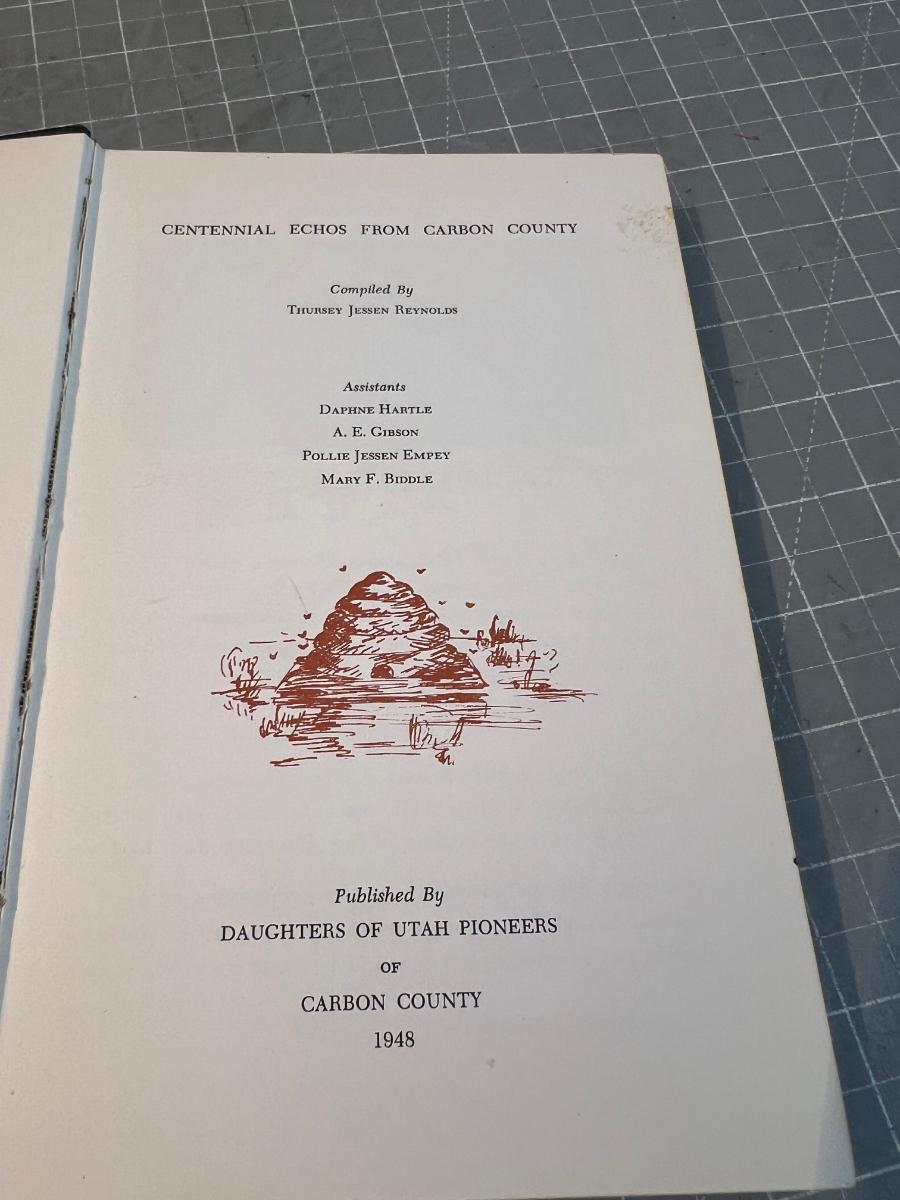 CENTENNIAL ECHOS FROM CARBON COUNTY
Compiled By
THURSEY JESSEN REYNOLDS
Assistants
DAPHNE HARTLE
A. E. GIBSON
POLLIE JESSEN EMPEY
MARY F. BIDDLE
Published By
DAUGHTERS OF UTAH PIONEERS
OF
CARBON COUNTY
1948